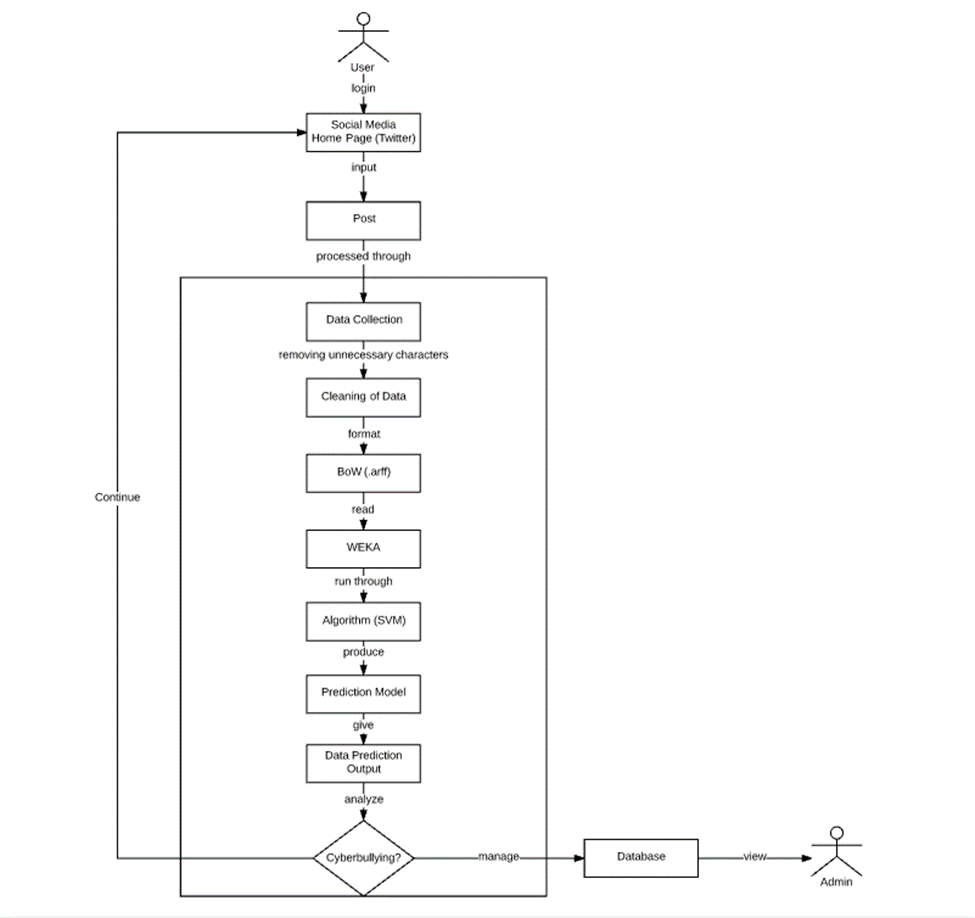 User
login
Social Media
Home Page (Twitter)
input
Post
processed through
Data Collection
removing unnecessary characters
Cleaning of Data
format
BoW (.arff)
Continue
read
WEKA
run through
Algorithm (SVM)
produce
Prediction Model
give
Data Prediction
Output
analyze
Cyberbullying?
manage
Database
view
Admin